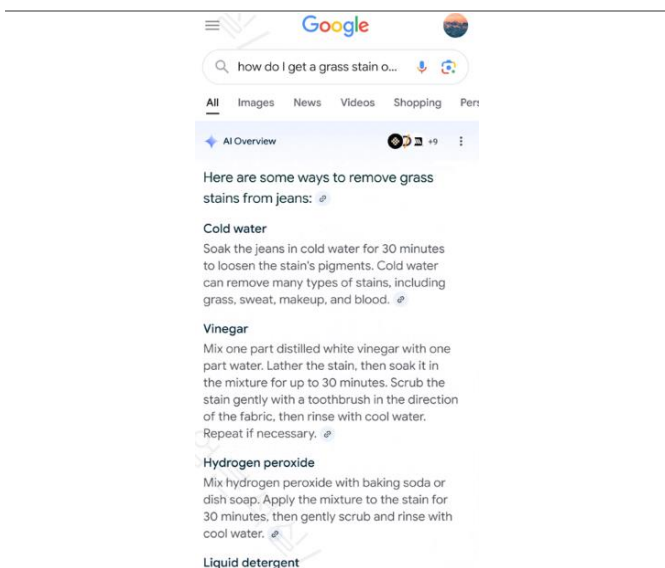 Google
how do I get a grass stain o...
All Images News Videos Shopping
AI Overview +9
Here are some ways to remove grass
stains from jeans:
Cold water
Soak the jeans in cold water for 30 minutes
to loosen the stain's pigments. Cold water
can remove many types of stains, including
grass, sweat, makeup, and blood.
Vinegar
Mix one part distilled white vinegar with one
part water. Lather the stain, then soak it in
the mixture for up to 30 minutes. Scrub the
stain gently with a toothbrush in the direction
of the fabric, then rinse with cool water.
Repeat if necessary.
Hydrogen peroxide
Mix hydrogen peroxide with baking soda or
dish soap. Apply the mixture to the stain for
30 minutes, then gently scrub and rinse with
cool water.
Liquid detergent